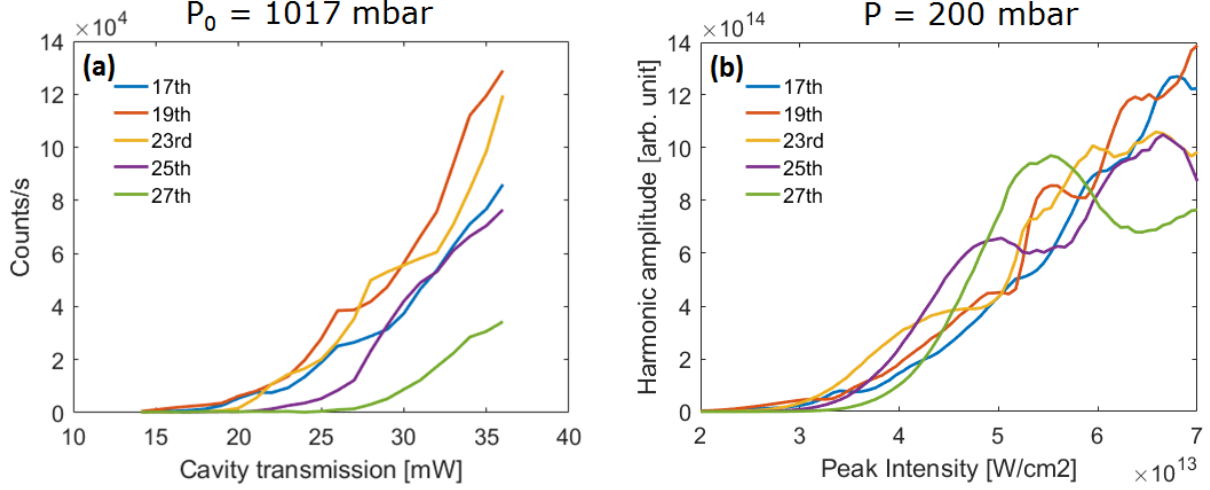 P₀ = 1017 mbar
×10⁴
(a)
17th
19th
23rd
25th
27th
14
12
10
8
6
4
2
0
10
15
20
25
30
35
40
Counts/s
Cavity transmission [mW]
P = 200 mbar
×10¹⁴
(b)
17th
19th
23rd
25th
27th
14
12
10
8
6
4
2
0
2
3
4
5
6
7
×10¹³
Harmonic amplitude [arb. unit]
Peak Intensity [W/cm2]